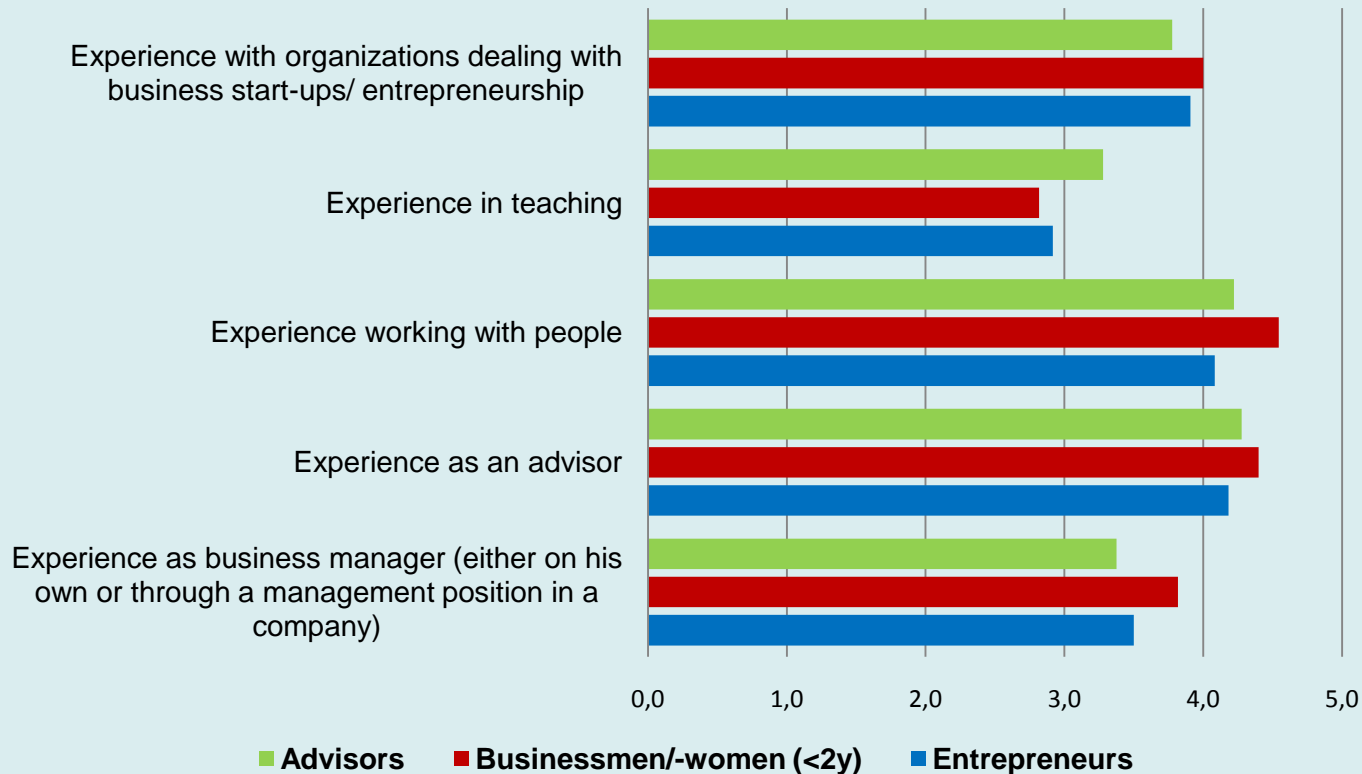 Experience with organizations dealing with
business start-ups/ entrepreneurship
Experience in teaching
Experience working with people
Experience as an advisor
Experience as business manager (either on his
own or through a management position in a
company)
0,0 1,0 2,0 3,0 4,0 5,0
Advisors Businessmen/-women (<2y) Entrepreneurs